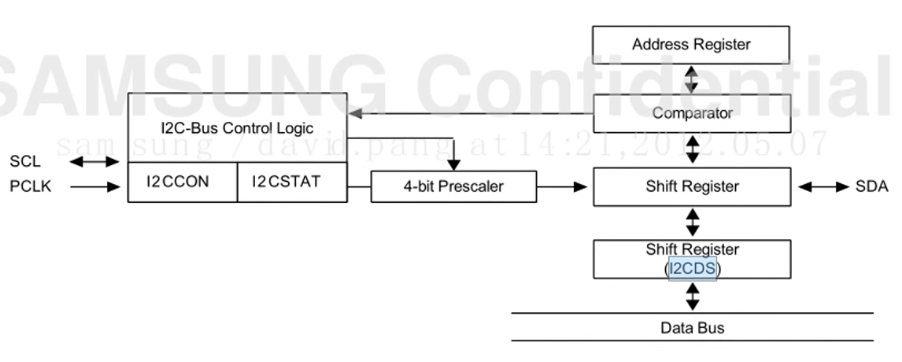 Address Register
SAMSUNG Confidential
Comparator
I2C-Bus Control Logic
samsung / david.pang at 14:21,2012.05.07
SCL
PCLK
I2CCON
I2CSTAT
4-bit Prescaler
Shift Register
SDA
Shift Register
(I2CDS)
Data Bus